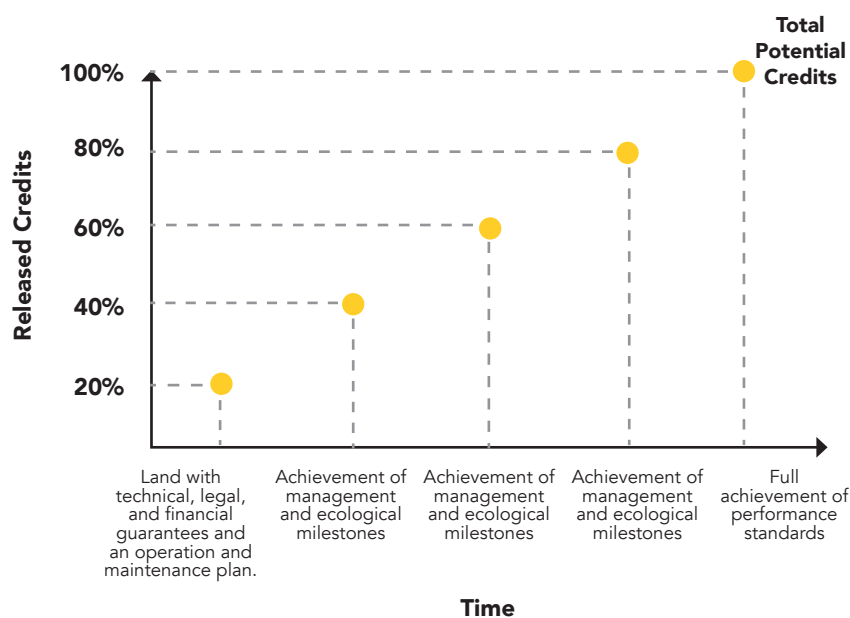 Total
Potential
Credits
100%
80%
60%
40%
20%
Released Credits
Land with
technical, legal,
and financial
guarantees and
an operation and
maintenance plan.
Achievement of
management
and ecological
milestones
Achievement of
management
and ecological
milestones
Achievement of
management
and ecological
milestones
Full
achievement of
performance
standards
Time